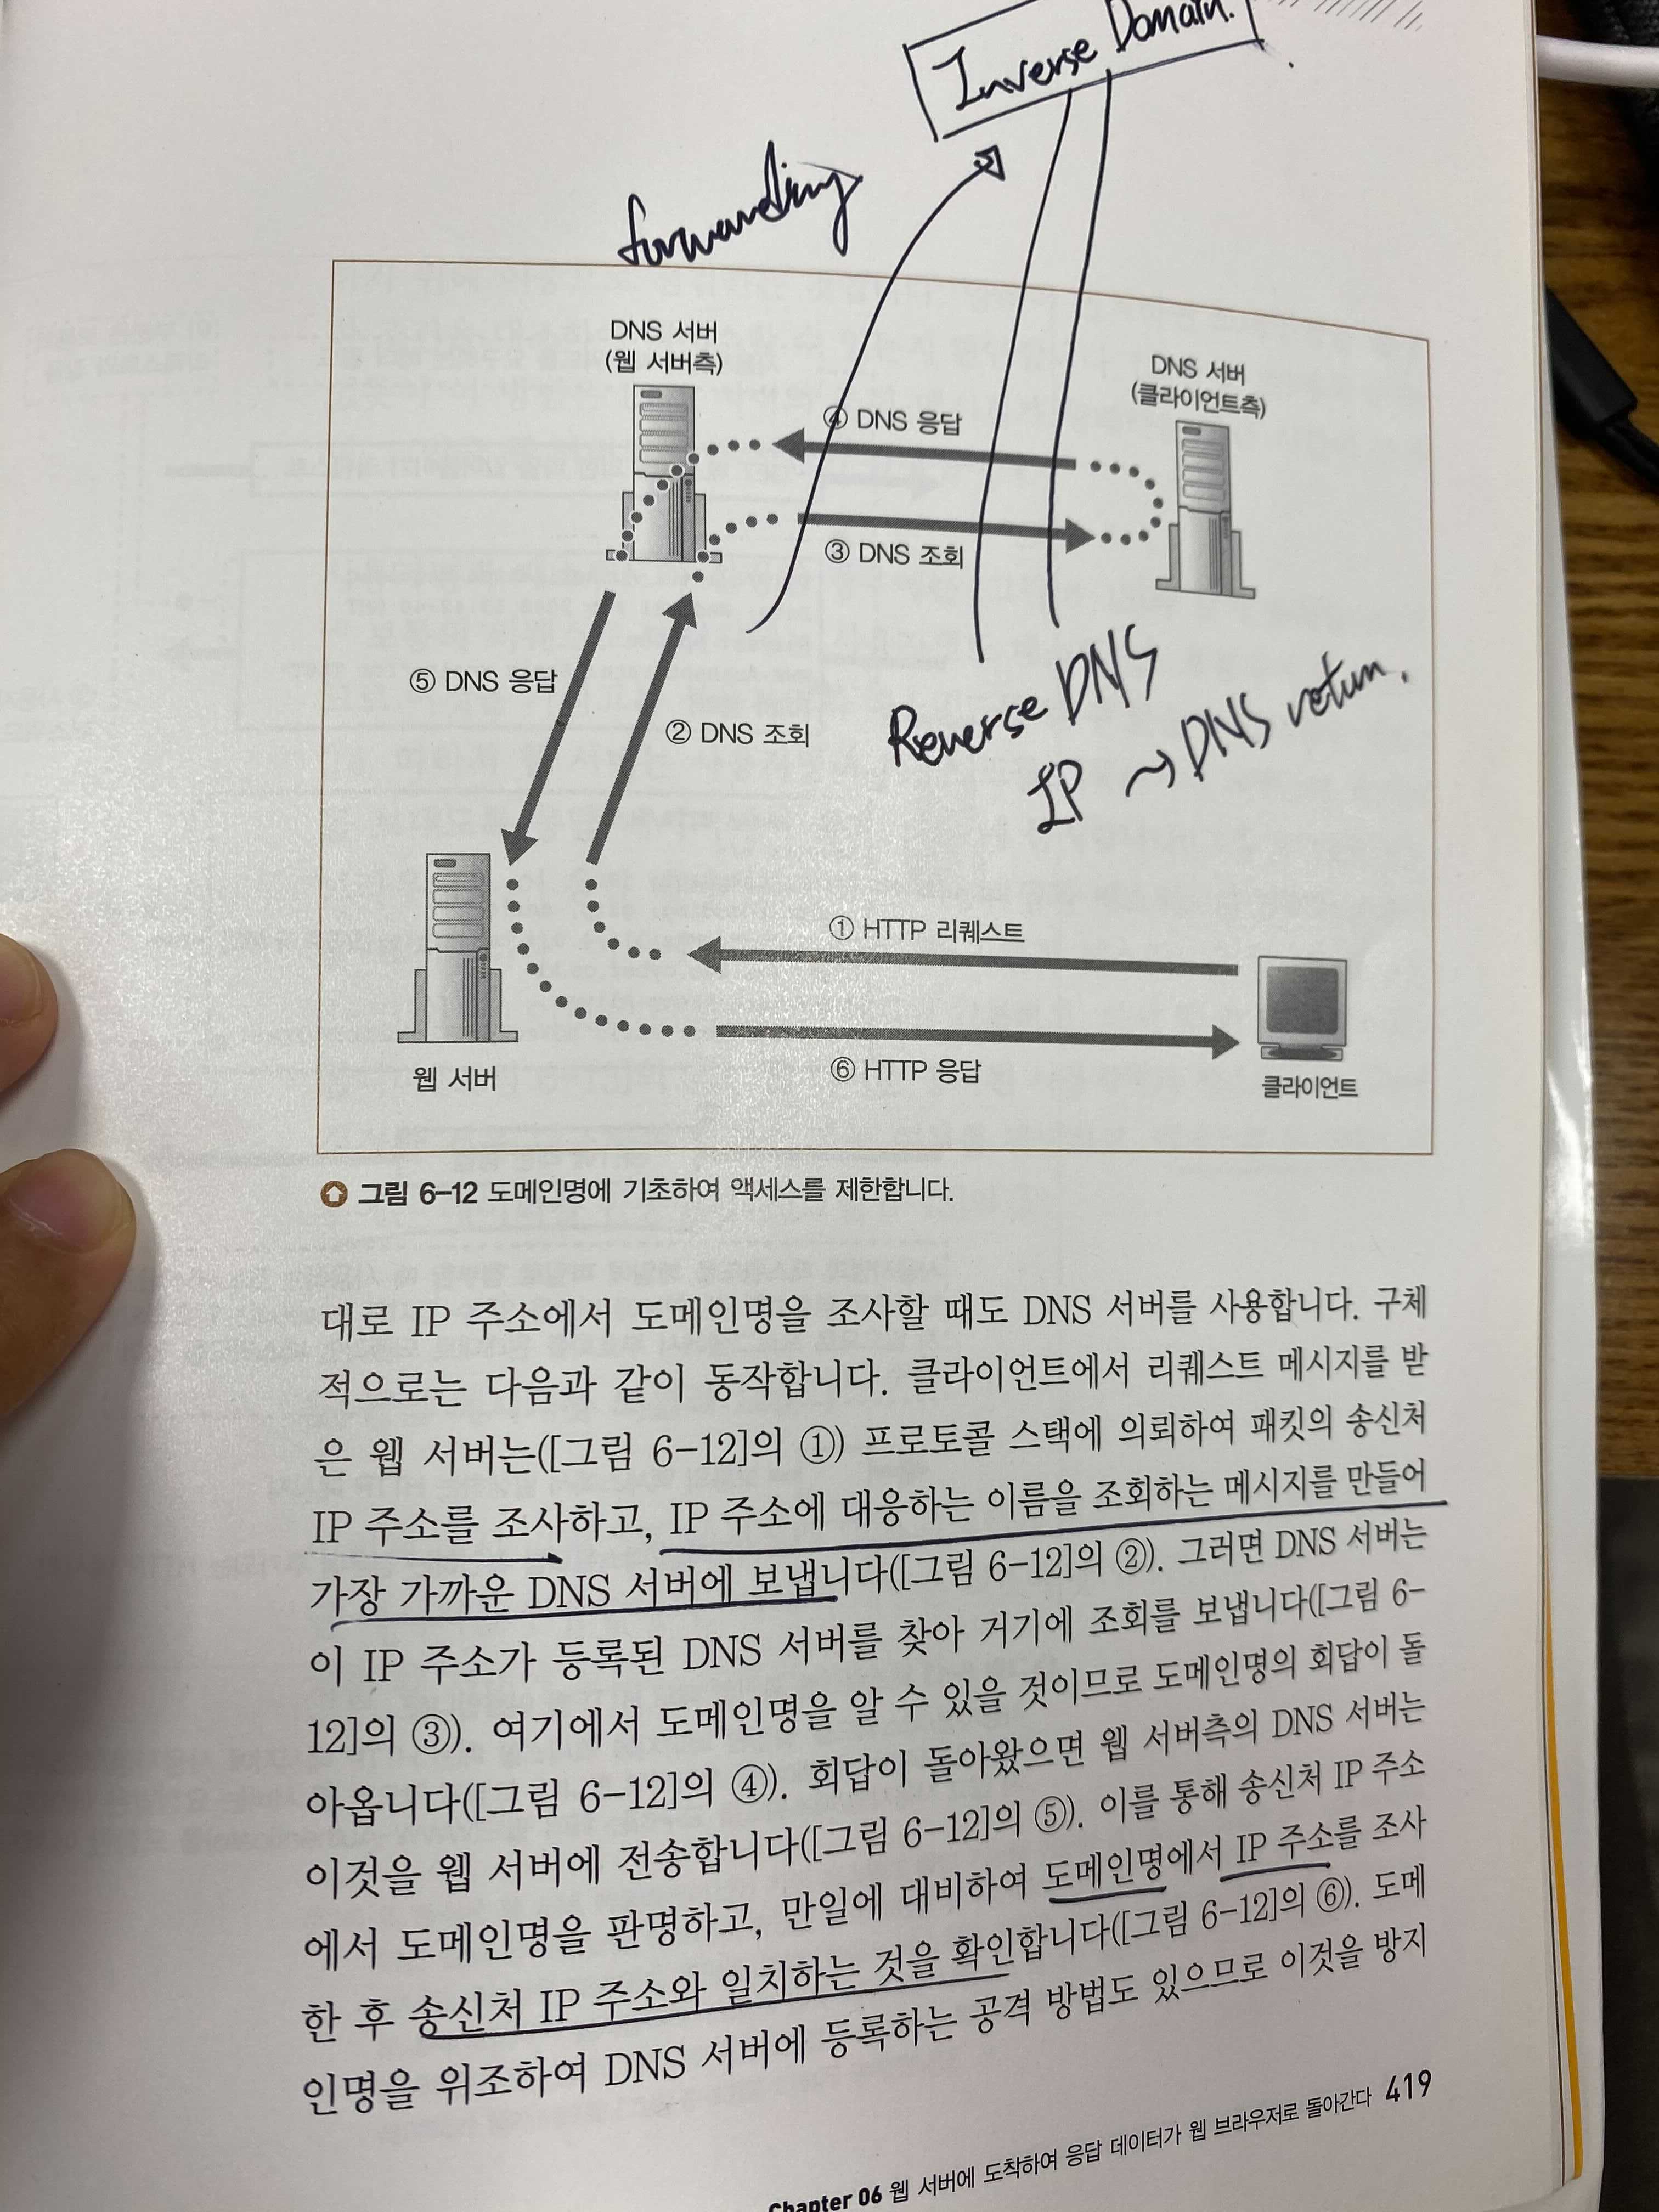 Inverse Domain.
forwarding
DNS 서버
(웹 서버측)
DNS 서버
(클라이언트측)
④ DNS 응답
③ DNS 조회
⑤ DNS 응답
② DNS 조회
Reverse DNS
IP → DNS return.
① HTTP 리퀘스트
⑥ HTTP 응답
웹 서버
클라이언트
그림 6-12 도메인명에 기초하여 액세스를 제한합니다.
대로 IP 주소에서 도메인명을 조사할 때도 DNS 서버를 사용합니다. 구체
적으로는 다음과 같이 동작합니다. 클라이언트에서 리퀘스트 메시지를 받
은 웹 서버는([그림 6-12]의 ①) 프로토콜 스택에 의뢰하여 패킷의 송신처
IP 주소를 조사하고, IP 주소에 대응하는 이름을 조회하는 메시지를 만들어
가장 가까운 DNS 서버에 보냅니다([그림 6-12]의 ②). 그러면 DNS 서버는
이 IP 주소가 등록된 DNS 서버를 찾아 거기에 조회를 보냅니다([그림 6-
12]의 ③). 여기에서 도메인명을 알 수 있을 것이므로 도메인명의 회답이 돌
아옵니다([그림 6-12]의 ④). 회답이 돌아왔으면 웹 서버측의 DNS 서버는
이것을 웹 서버에 전송합니다([그림 6-12]의 ⑤). 이를 통해 송신처 IP 주소
에서 도메인명을 판명하고, 만일에 대비하여 도메인명에서 IP 주소를 조사
한 후 송신처 IP 주소와 일치하는 것을 확인합니다([그림 6-12]의 ⑥). 도메
인명을 위조하여 DNS 서버에 등록하는 공격 방법도 있으므로 이것을 방지
Chapter 06 웹 서버에 도착하여 응답 데이터가 웹 브라우저로 돌아간다 419